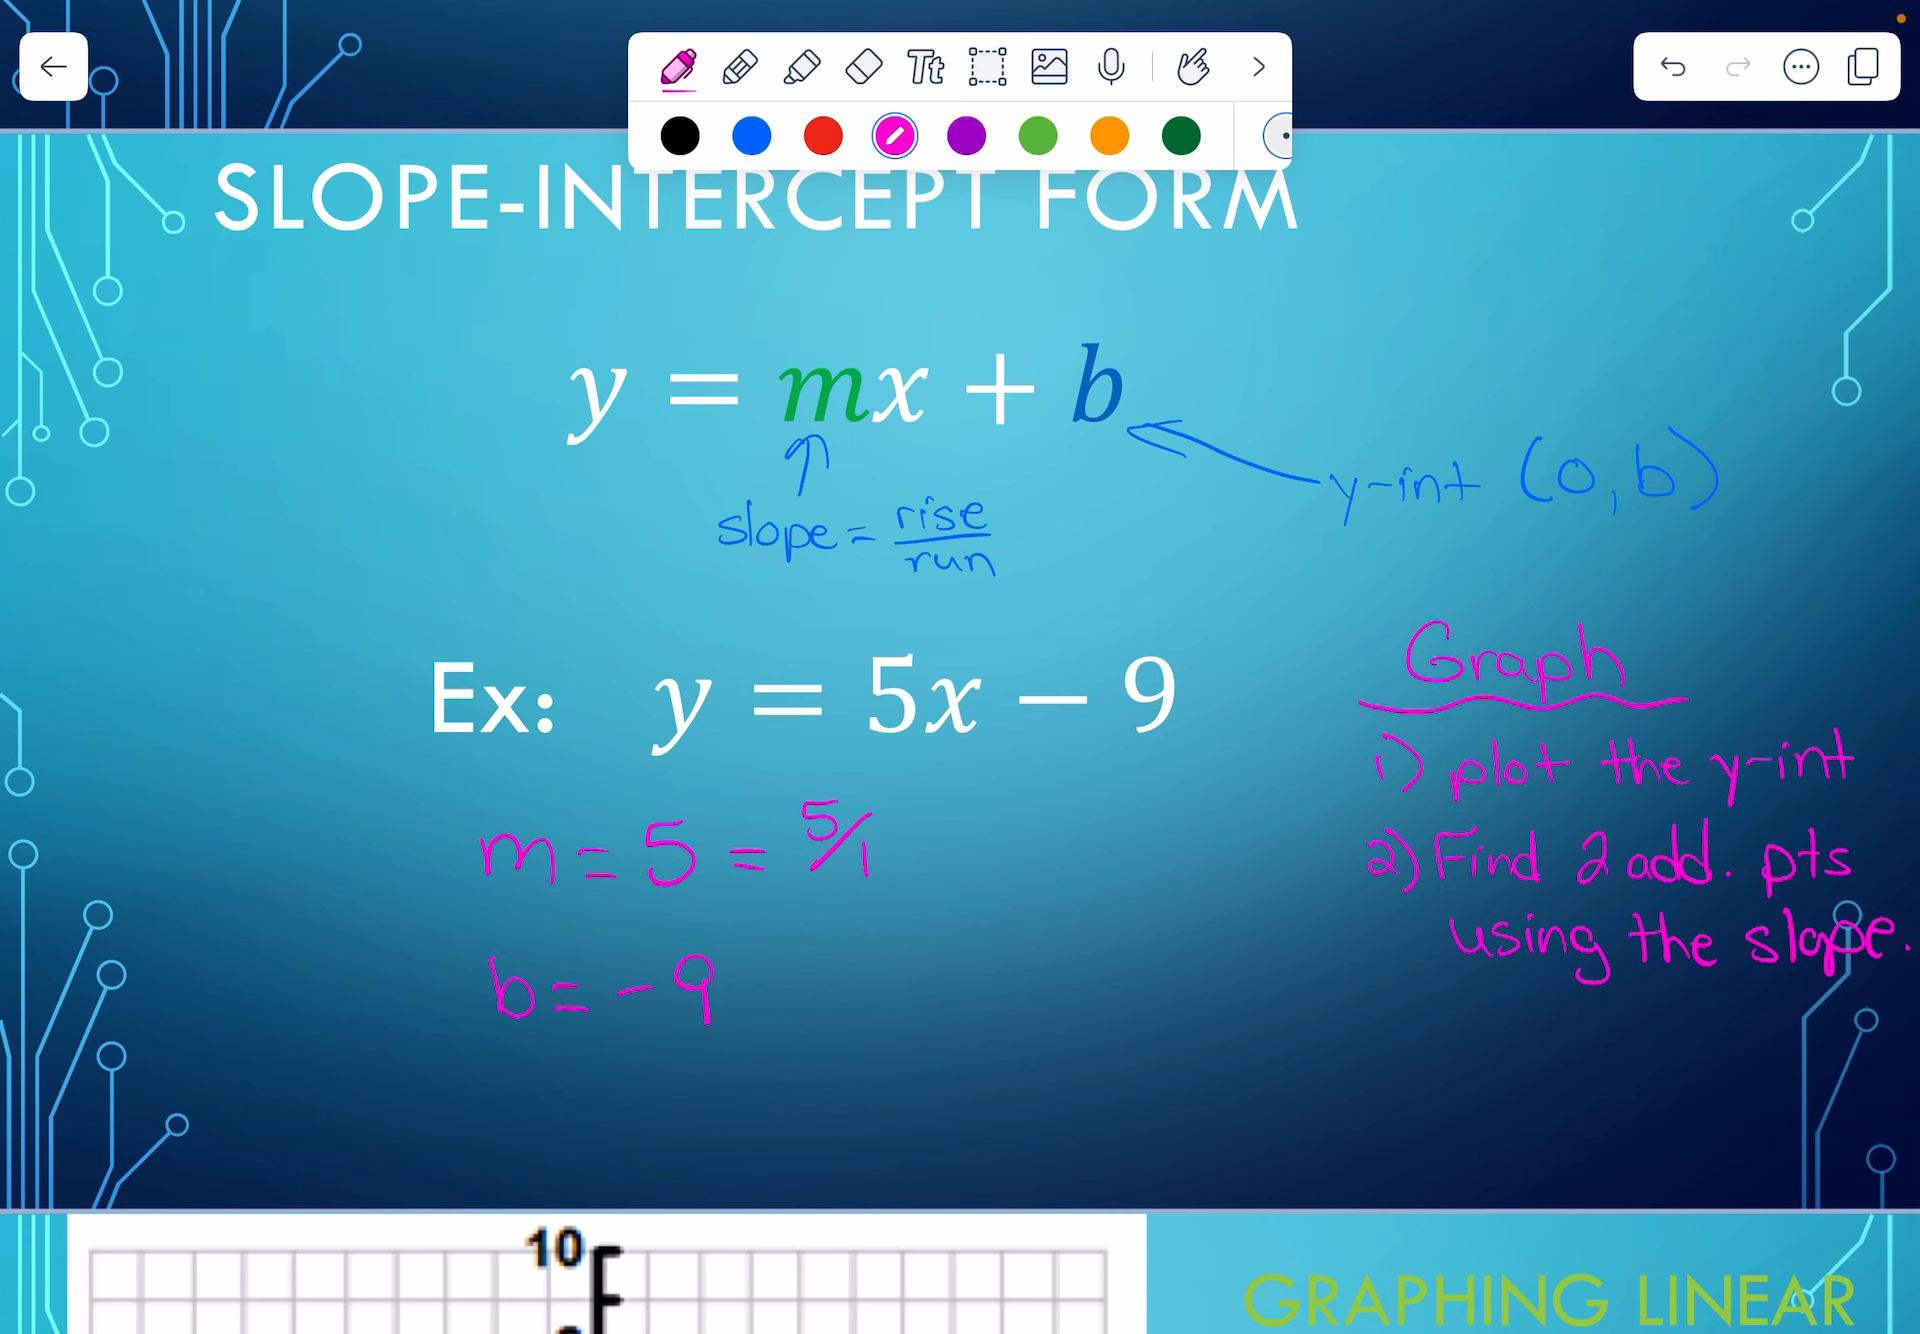 Tt
SLOPE-INTERCEPT FORM
y = mx + b
slope = rise/run
y-int (0, b)
Ex: y = 5x − 9
m = 5 = 5/1
b = -9
Graph
1) plot the y-int
2) Find 2 add. pts
using the slope.
10
GRAPHING LINEAR